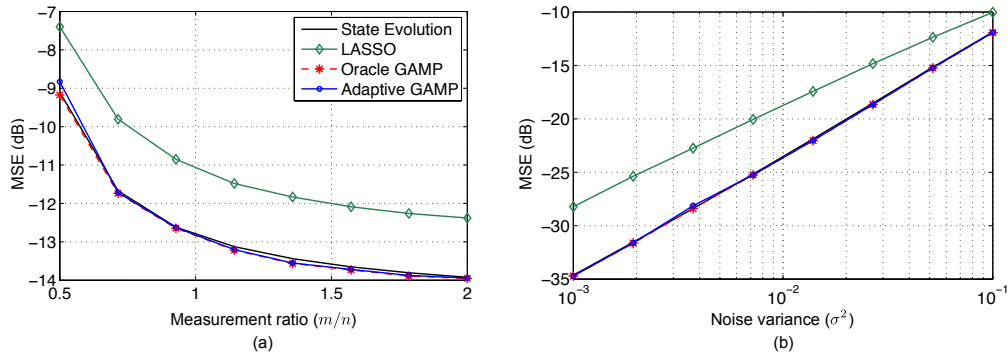 −7
−8
−9
−10
−11
−12
−13
−14
MSE (dB)
0.5
1
1.5
2
Measurement ratio (m/n)
(a)
State Evolution
LASSO
Oracle GAMP
Adaptive GAMP
−10
−15
−20
−25
−30
−35
MSE (dB)
10⁻³
10⁻²
10⁻¹
Noise variance (σ²)
(b)